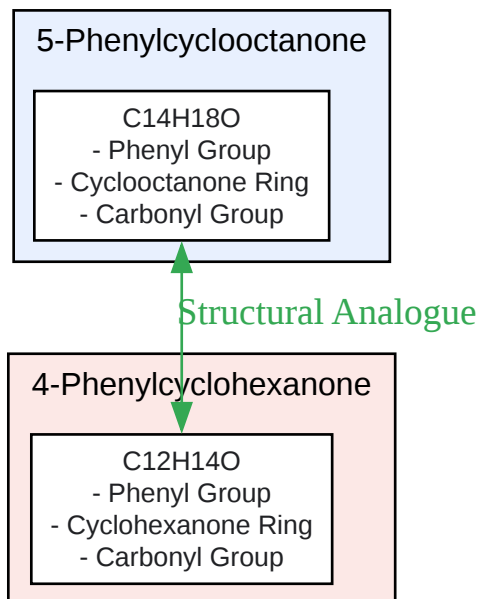 5-Phenylcyclooctanone
C14H18O
- Phenyl Group
- Cyclooctanone Ring
- Carbonyl Group
Structural Analogue
4-Phenylcyclohexanone
C12H14O
- Phenyl Group
- Cyclohexanone Ring
- Carbonyl Group